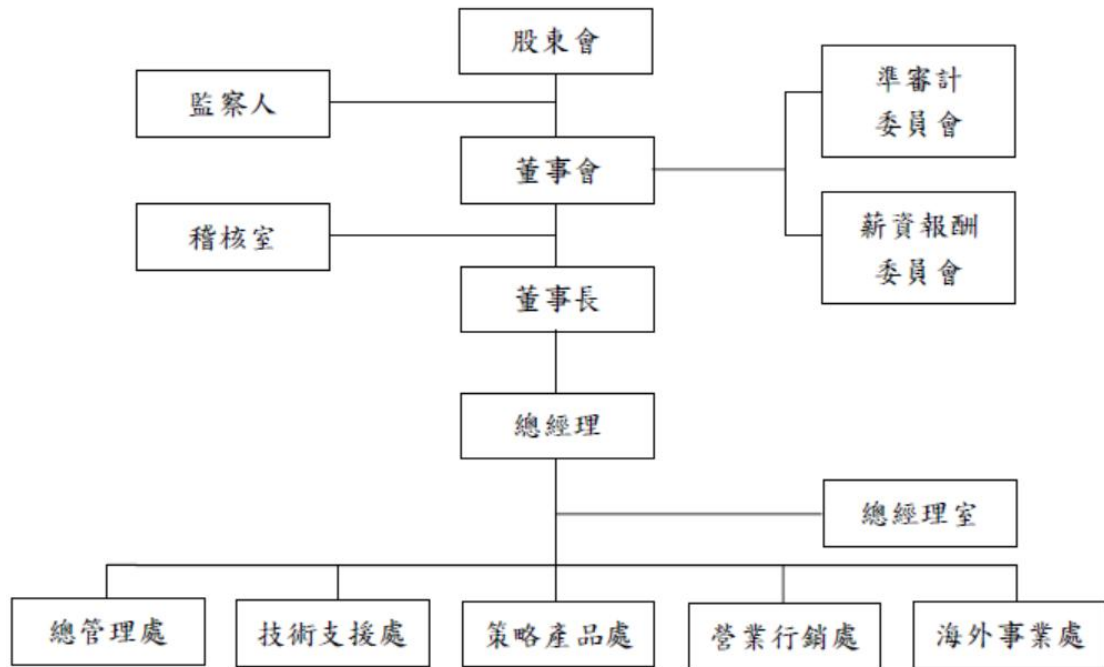 股東會
監察人
準審計
委員會
董事會
稽核室
薪資報酬
委員會
董事長
總經理
總經理室
總管理處
技術支援處
策略產品處
營業行銷處
海外事業處